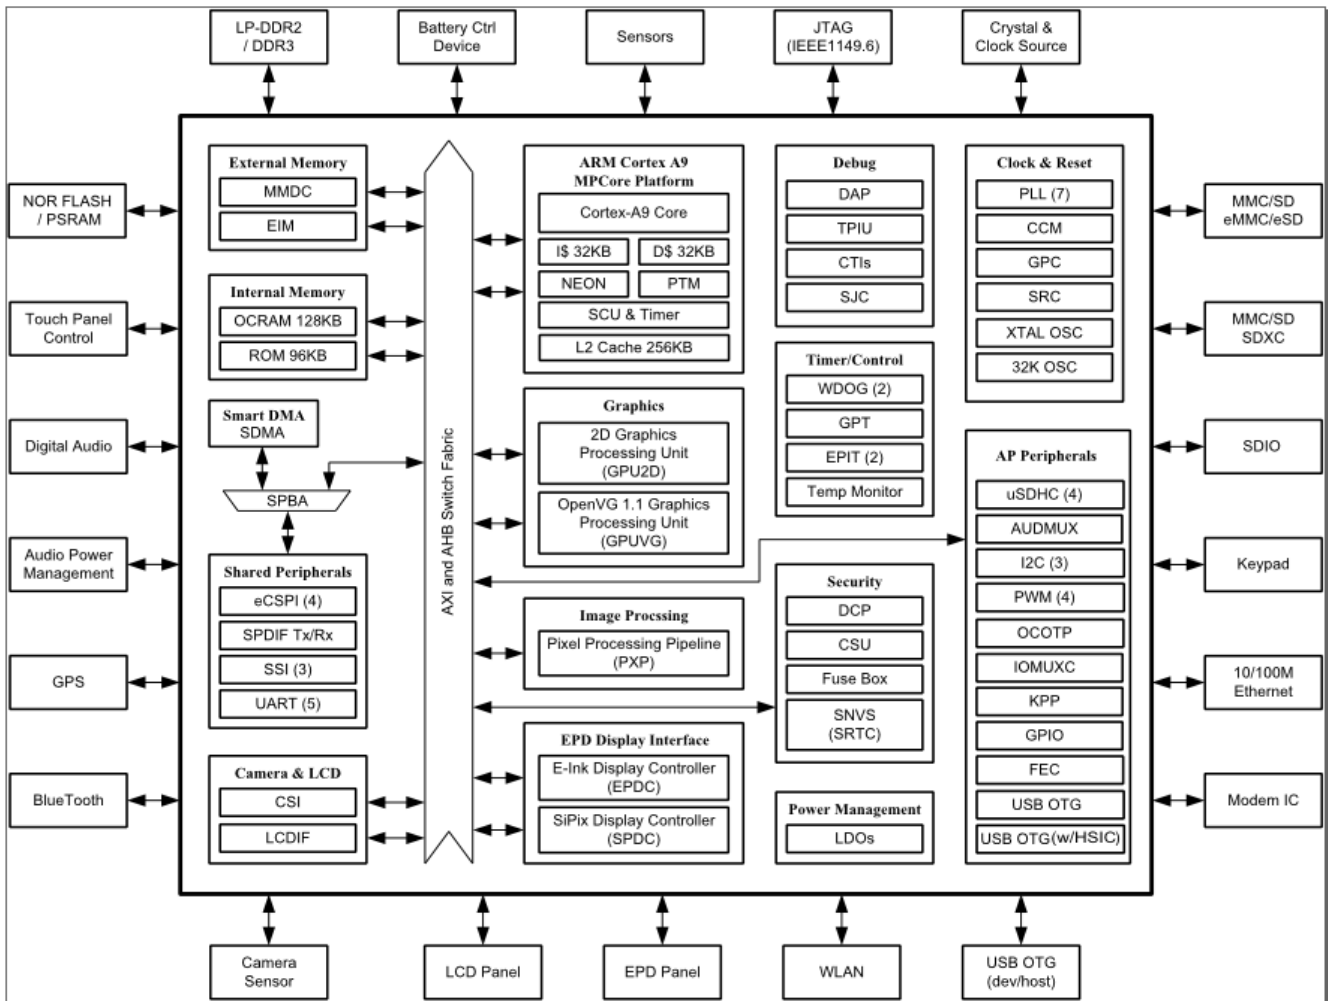 LP-DDR2
/ DDR3
Battery Ctrl
Device
Sensors
JTAG
(IEEE1149.6)
Crystal &
Clock Source
NOR FLASH
/ PSRAM
Touch Panel
Control
Digital Audio
Audio Power
Management
GPS
BlueTooth
External Memory
MMDC
EIM
Internal Memory
OCRAM 128KB
ROM 96KB
Smart DMA
SDMA
SPBA
Shared Peripherals
eCSPI (4)
SPDIF Tx/Rx
SSI (3)
UART (5)
Camera & LCD
CSI
LCDIF
AXI and AHB Switch Fabric
ARM Cortex A9
MPCore Platform
Cortex-A9 Core
I$ 32KB
D$ 32KB
NEON
PTM
SCU & Timer
L2 Cache 256KB
Graphics
2D Graphics
Processing Unit
(GPU2D)
OpenVG 1.1 Graphics
Processing Unit
(GPUVG)
Image Procssing
Pixel Processing Pipeline
(PXP)
EPD Display Interface
E-Ink Display Controller
(EPDC)
SiPix Display Controller
(SPDC)
Debug
DAP
TPIU
CTIs
SJC
Timer/Control
WDOG (2)
GPT
EPIT (2)
Temp Monitor
Security
DCP
CSU
Fuse Box
SNVS
(SRTC)
Power Management
LDOs
Clock & Reset
PLL (7)
CCM
GPC
SRC
XTAL OSC
32K OSC
AP Peripherals
uSDHC (4)
AUDMUX
I2C (3)
PWM (4)
OCOTP
IOMUXC
KPP
GPIO
FEC
USB OTG
USB OTG(w/HSIC)
MMC/SD
eMMC/eSD
MMC/SD
SDXC
SDIO
Keypad
10/100M
Ethernet
Modem IC
Camera
Sensor
LCD Panel
EPD Panel
WLAN
USB OTG
(dev/host)